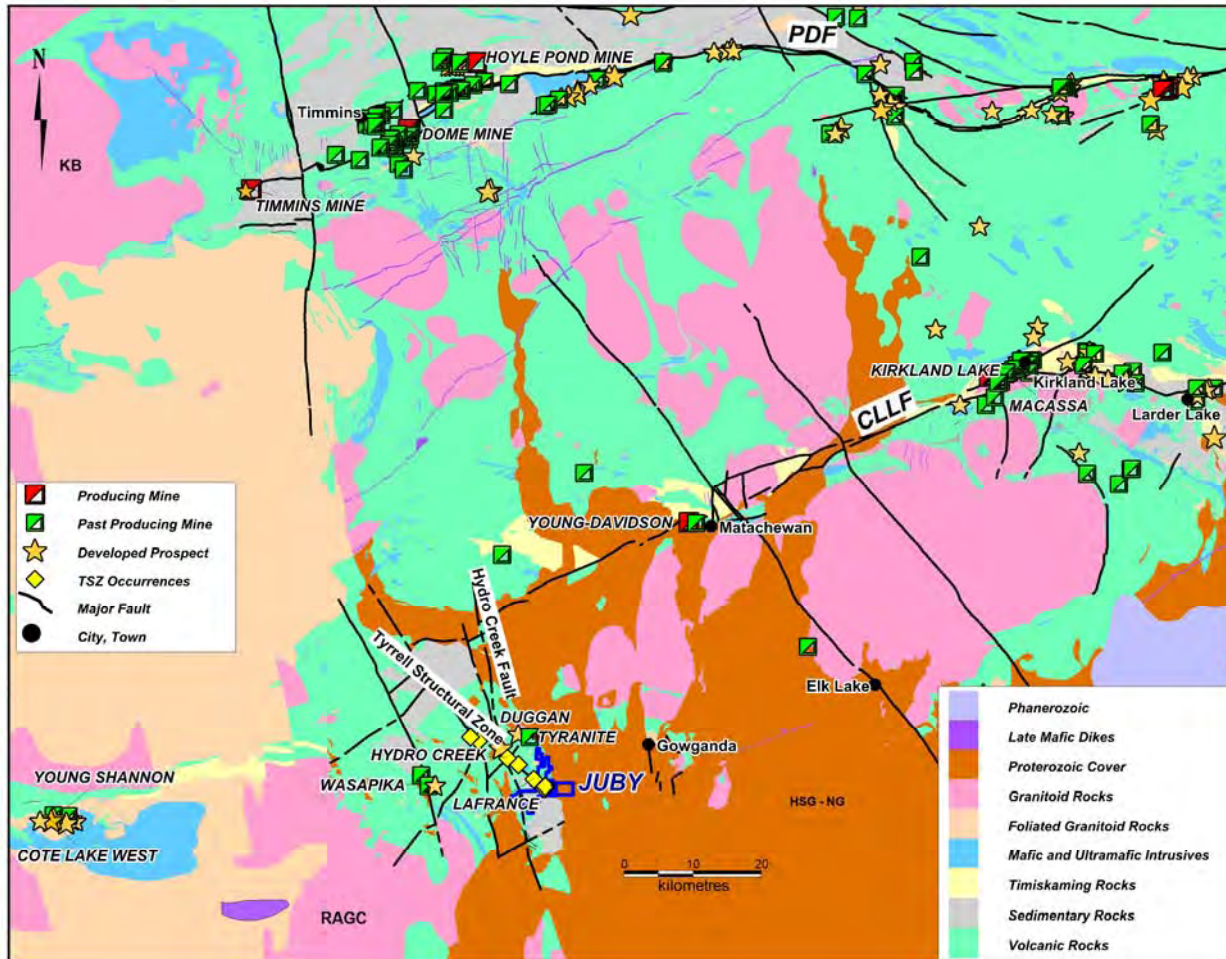 PDF
N
HOYLE POND MINE
Timmins
DOME MINE
KB
TIMMINS MINE
KIRKLAND LAKE
Kirkland Lake
CLLF
MACASSA
Larder Lake
Producing Mine
Past Producing Mine
Developed Prospect
TSZ Occurrences
Major Fault
City, Town
YOUNG-DAVIDSON
Matachewan
Hydro Creek Fault
Tyrrell Structural Zone
Elk Lake
DUGGAN
TYRANITE
Gowganda
HYDRO CREEK
YOUNG SHANNON
WASAPIKA
JUBY
LAFRANCE
HSG - NG
COTE LAKE WEST
0 10 20
kilometres
RAGC
Phanerozoic
Late Mafic Dikes
Proterozoic Cover
Granitoid Rocks
Foliated Granitoid Rocks
Mafic and Ultramafic Intrusives
Timiskaming Rocks
Sedimentary Rocks
Volcanic Rocks